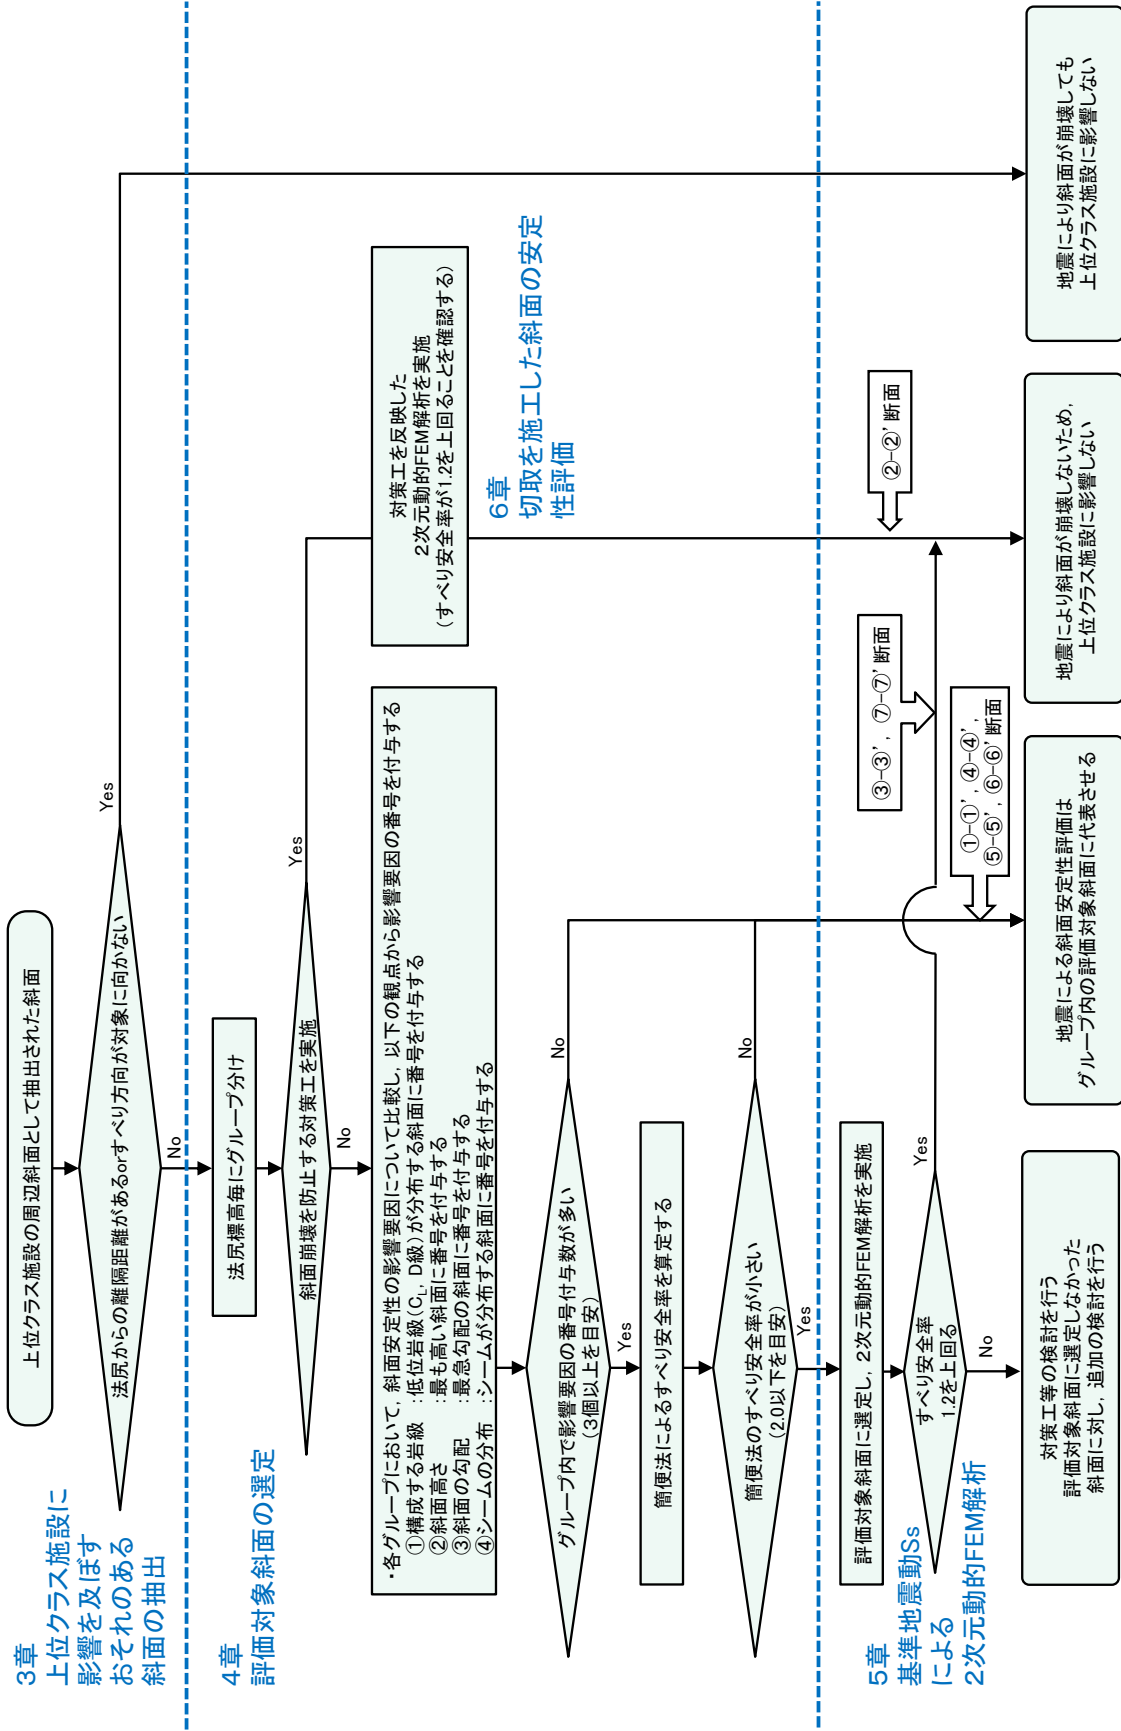 3章
上位クラス施設に
影響を及ぼす
おそれのある
斜面の抽出
上位クラス施設の周辺斜面として抽出された斜面
法尻からの離隔距離があるorすべり方向が対象に向かない
Yes
No
4章
評価対象斜面の選定
法尻標高毎にグループ分け
斜面崩壊を防止する対策工を実施
Yes
No
・各グループにおいて，斜面安定性の影響要因について比較し，以下の観点から影響要因の番号を付与する
①構成する岩級　：低位岩級（CL，D級）が分布する斜面に番号を付与する
②斜面高さ　：最も高い斜面に番号を付与する
③斜面の勾配　：最急勾配の斜面に番号を付与する
④シームの分布　：シームが分布する斜面に番号を付与する
対策工を反映した
2次元動的FEM解析を実施
（すべり安全率が1.2を上回ることを確認する）
6章
切取を施工した斜面の安定
性評価
グループ内で影響要因の番号付与数が多い
（3個以上を目安）
No
Yes
簡便法によるすべり安全率を算定する
簡便法のすべり安全率が小さい
（2.0以下を目安）
No
Yes
5章
基準地震動Ss
による
2次元動的FEM解析
評価対象斜面に選定し，2次元動的FEM解析を実施
すべり安全率
1.2を上回る
Yes
No
③-③’，⑦-⑦’断面
②-②’断面
①-①’，④-④’，
⑤-⑤’，⑥-⑥’断面
対策工等の検討を行う
評価対象斜面に選定しなかった
斜面に対し，追加の検討を行う
地震による斜面安定性評価は
グループ内の評価対象斜面に代表させる
地震により斜面が崩壊しないため，
上位クラス施設に影響しない
地震により斜面が崩壊しても
上位クラス施設に影響しない